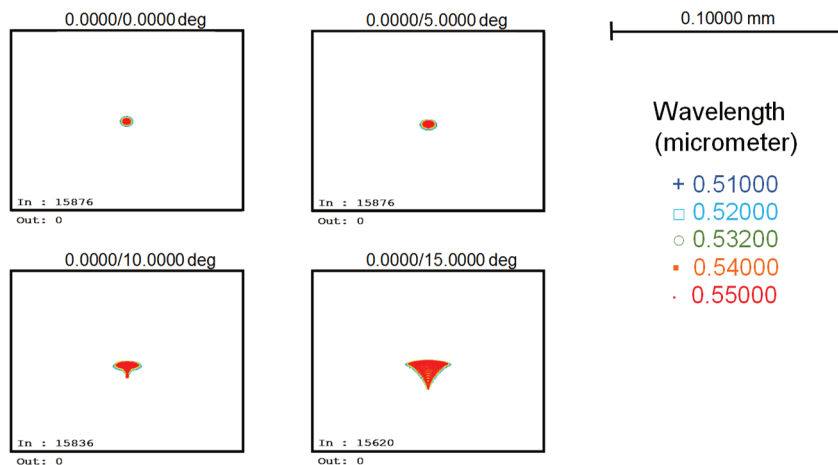 0.0000/0.0000 deg
In : 15876
Out: 0
0.0000/5.0000 deg
In : 15876
Out: 0
0.10000 mm
Wavelength
(micrometer)
+ 0.51000
□ 0.52000
○ 0.53200
▪ 0.54000
· 0.55000
0.0000/10.0000 deg
In : 15836
Out: 0
0.0000/15.0000 deg
In : 15620
Out: 0